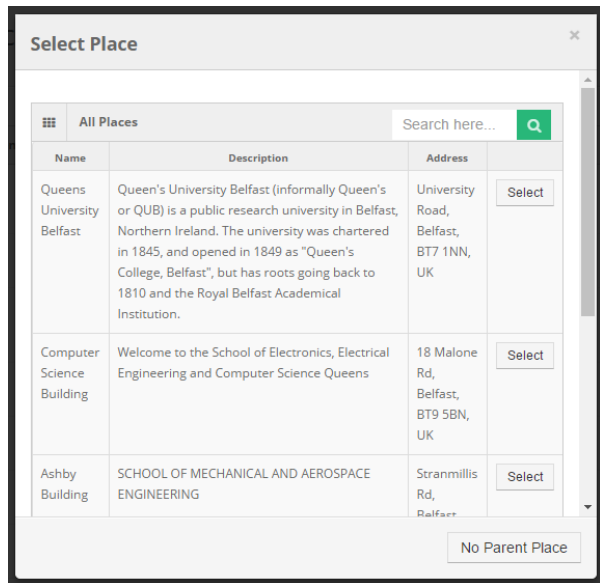 Select Place
×
All Places
Search here...
Name Description Address
Queens
University
Belfast
Queen's University Belfast (informally Queen's
or QUB) is a public research university in Belfast,
Northern Ireland. The university was chartered
in 1845, and opened in 1849 as "Queen's
College, Belfast", but has roots going back to
1810 and the Royal Belfast Academical
Institution.
University
Road,
Belfast,
BT7 1NN,
UK
Select
Computer
Science
Building
Welcome to the School of Electronics, Electrical
Engineering and Computer Science Queens
18 Malone
Rd,
Belfast,
BT9 5BN,
UK
Select
Ashby
Building
SCHOOL OF MECHANICAL AND AEROSPACE
ENGINEERING
Stranmillis
Rd,
Belfast
Select
No Parent Place